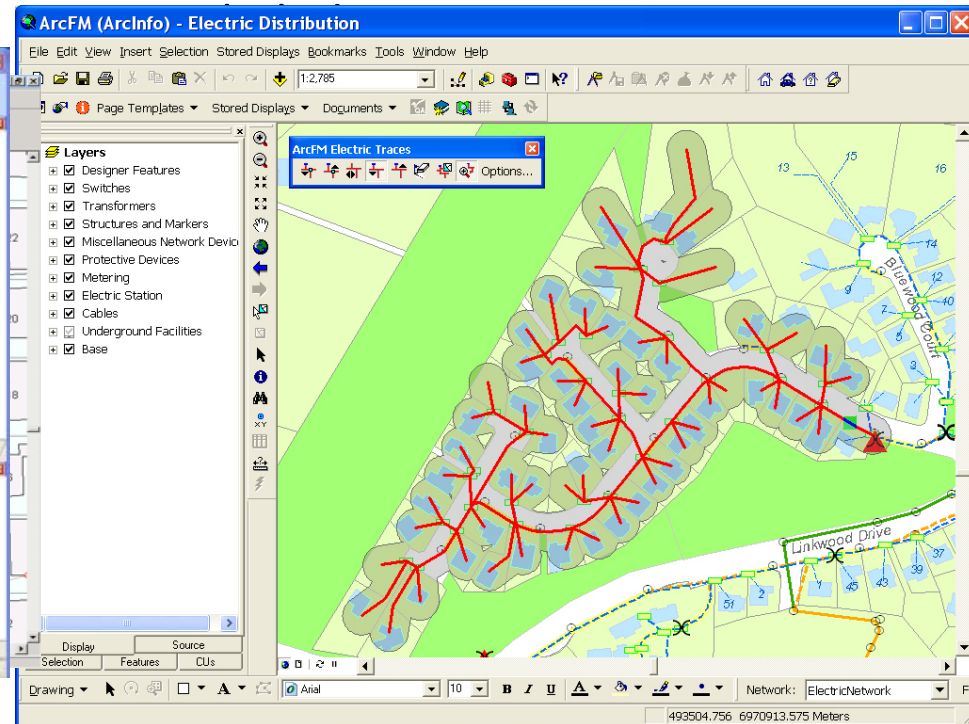 ArcFM (ArcInfo) - Electric Distribution
File Edit View Insert Selection Stored Displays Bookmarks Tools Window Help
1:2,785
Page Templates Stored Displays Documents
Layers
Designer Features
Switches
Transformers
Structures and Markers
Miscellaneous Network Devic
Protective Devices
Metering
Electric Station
Cables
Underground Facilities
Base
ArcFM Electric Traces
Options...
XY
13
15
16
14
12
10
9
7
5
3
Bluewood Court
Linkwood Drive
37
39
43
45
1
2
51
Display Source
Selection Features CUs
Drawing A Arial 10 B I U A Network: ElectricNetwork F
493504.756 6970913.575 Meters